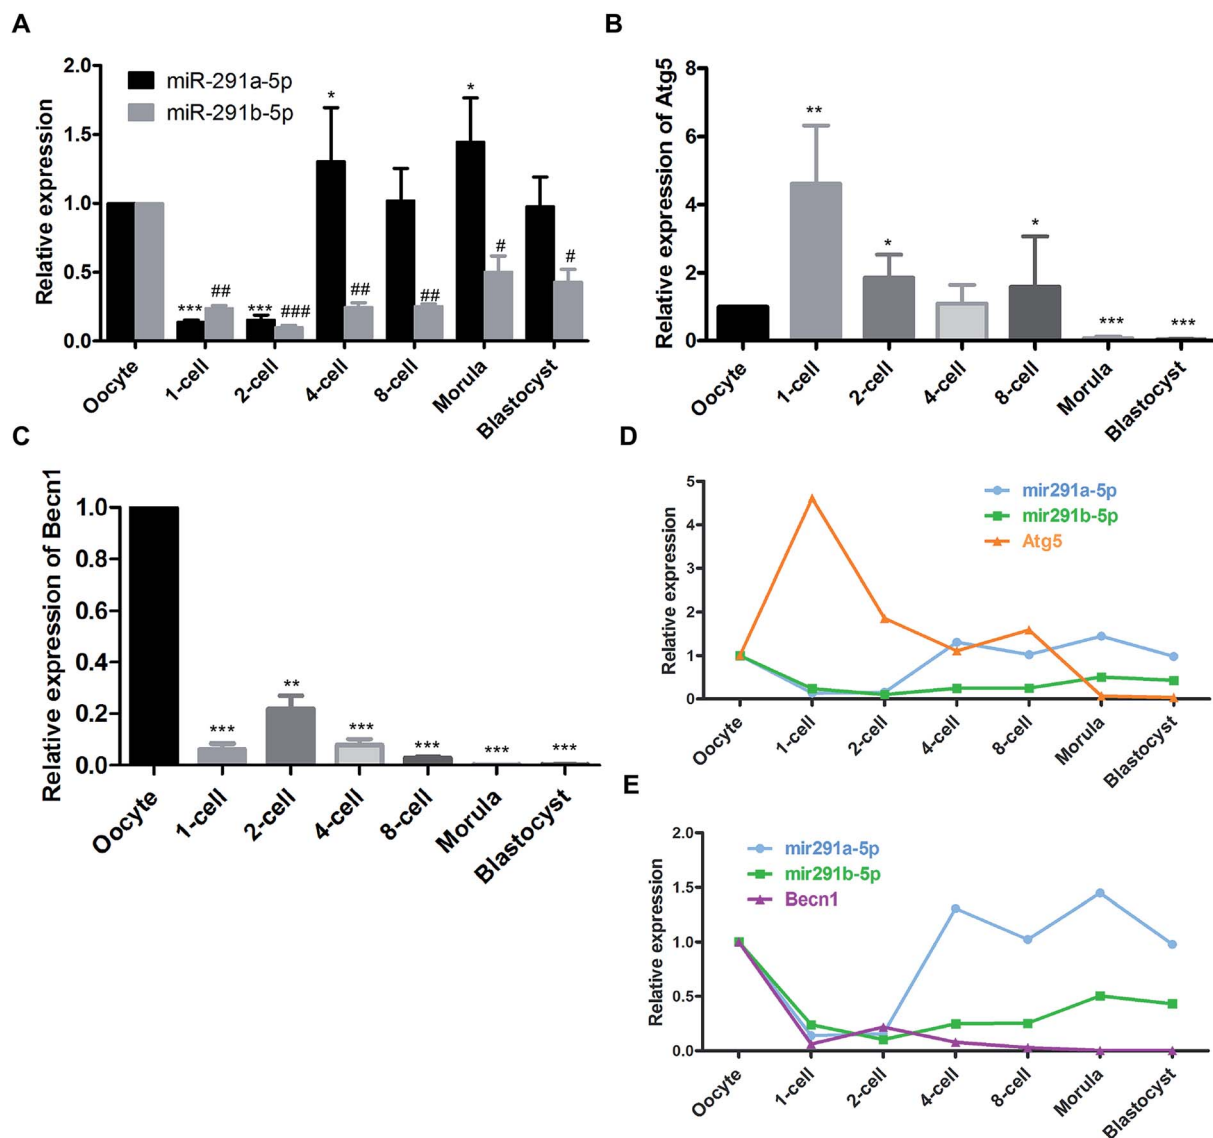 A
Relative expression
2.0
1.5
1.0
0.5
0.0
miR-291a-5p
miR-291b-5p
***
##
***
###
*
##
##
*
#
#
Oocyte
1-cell
2-cell
4-cell
8-cell
Morula
Blastocyst
B
Relative expression of Atg5
8
6
4
2
0
**
*
*
***
***
Oocyte
1-cell
2-cell
4-cell
8-cell
Morula
Blastocyst
C
Relative expression of Becn1
1.0
0.8
0.6
0.4
0.2
0.0
***
**
***
***
***
***
Oocyte
1-cell
2-cell
4-cell
8-cell
Morula
Blastocyst
D
Relative expression
5
4
3
2
1
0
mir291a-5p
mir291b-5p
Atg5
Oocyte
1-cell
2-cell
4-cell
8-cell
Morula
Blastocyst
E
Relative expression
2.0
1.5
1.0
0.5
0.0
mir291a-5p
mir291b-5p
Becn1
Oocyte
1-cell
2-cell
4-cell
8-cell
Morula
Blastocyst